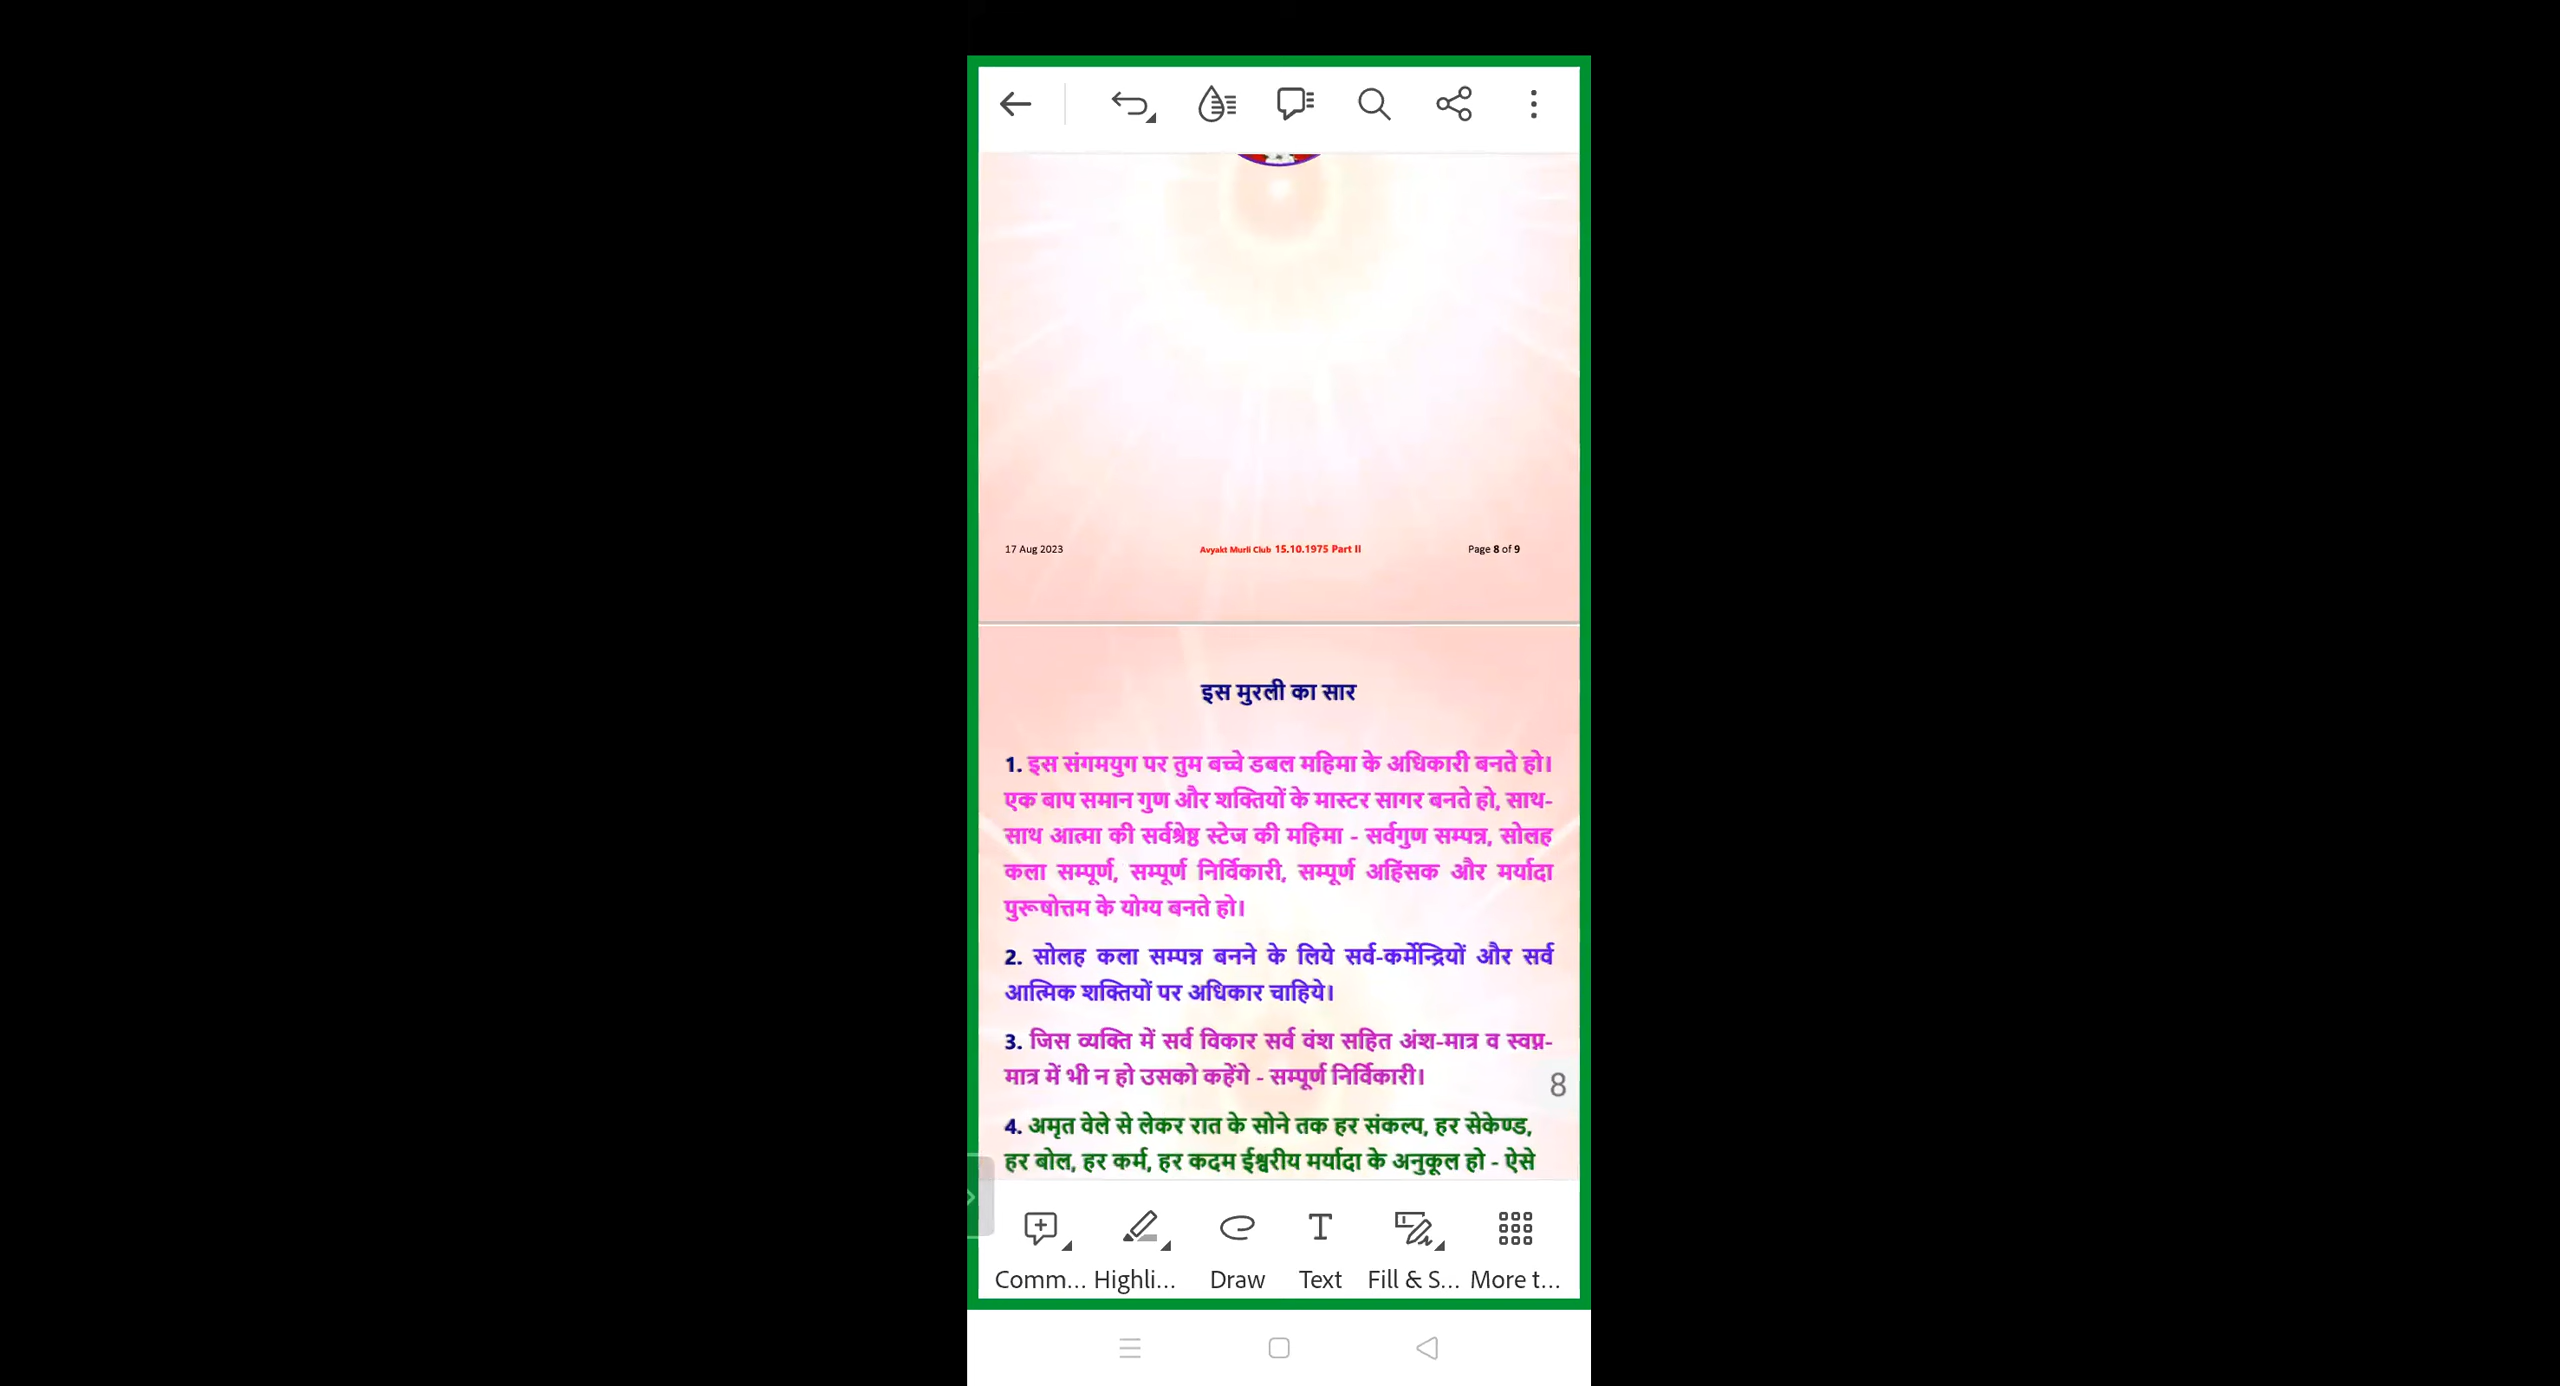 17 Aug 2023 Avyakt Murli Club 15.10.1975 Part II Page 8 of 9
इस मुरली का सार
1. इस संगमयुग पर तुम बच्चे डबल महिमा के अधिकारी बनते हो।
एक बाप समान गुण और शक्तियों के मास्टर सागर बनते हो, साथ-
साथ आत्मा की सर्वश्रेष्ठ स्टेज की महिमा - सर्वगुण सम्पन्न, सोलह
कला सम्पूर्ण, सम्पूर्ण निर्विकारी, सम्पूर्ण अहिंसक और मर्यादा
पुरूषोत्तम के योग्य बनते हो।
2. सोलह कला सम्पन्न बनने के लिये सर्व-कर्मेन्द्रियों और सर्व
आत्मिक शक्तियों पर अधिकार चाहिये।
3. जिस व्यक्ति में सर्व विकार सर्व वंश सहित अंश-मात्र व स्वप्न-
मात्र में भी न हो उसको कहेंगे - सम्पूर्ण निर्विकारी।
8
4. अमृत वेले से लेकर रात के सोने तक हर संकल्प, हर सेकेण्ड,
हर बोल, हर कर्म, हर कदम ईश्वरीय मर्यादा के अनुकूल हो - ऐसे
Comm... Highli... Draw Text Fill & S... More t...